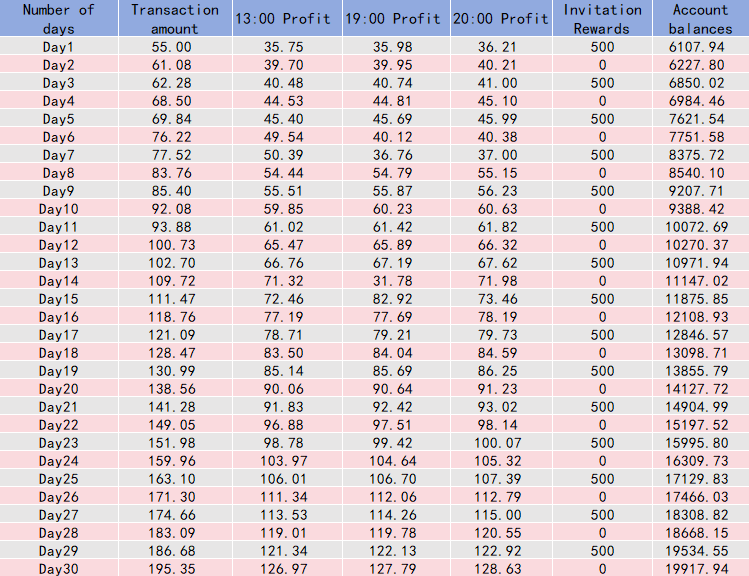 Number of days Transaction amount 13:00 Profit 19:00 Profit 20:00 Profit Invitation Rewards Account balances
Day1 55.00 35.75 35.98 36.21 500 6107.94
Day2 61.08 39.70 39.95 40.21 0 6227.80
Day3 62.28 40.48 40.74 41.00 500 6850.02
Day4 68.50 44.53 44.81 45.10 0 6984.46
Day5 69.84 45.40 45.69 45.99 500 7621.54
Day6 76.22 49.54 40.12 40.38 0 7751.58
Day7 77.52 50.39 36.76 37.00 500 8375.72
Day8 83.76 54.44 54.79 55.15 0 8540.10
Day9 85.40 55.51 55.87 56.23 500 9207.71
Day10 92.08 59.85 60.23 60.63 0 9388.42
Day11 93.88 61.02 61.42 61.82 500 10072.69
Day12 100.73 65.47 65.89 66.32 0 10270.37
Day13 102.70 66.76 67.19 67.62 500 10971.94
Day14 109.72 71.32 31.78 71.98 0 11147.02
Day15 111.47 72.46 82.92 73.46 500 11875.85
Day16 118.76 77.19 77.69 78.19 0 12108.93
Day17 121.09 78.71 79.21 79.73 500 12846.57
Day18 128.47 83.50 84.04 84.59 0 13098.71
Day19 130.99 85.14 85.69 86.25 500 13855.79
Day20 138.56 90.06 90.64 91.23 0 14127.72
Day21 141.28 91.83 92.42 93.02 500 14904.99
Day22 149.05 96.88 97.51 98.14 0 15197.52
Day23 151.98 98.78 99.42 100.07 500 15995.80
Day24 159.96 103.97 104.64 105.32 0 16309.73
Day25 163.10 106.01 106.70 107.39 500 17129.83
Day26 171.30 111.34 112.06 112.79 0 17466.03
Day27 174.66 113.53 114.26 115.00 500 18308.82
Day28 183.09 119.01 119.78 120.55 0 18668.15
Day29 186.68 121.34 122.13 122.92 500 19534.55
Day30 195.35 126.97 127.79 128.63 0 19917.94